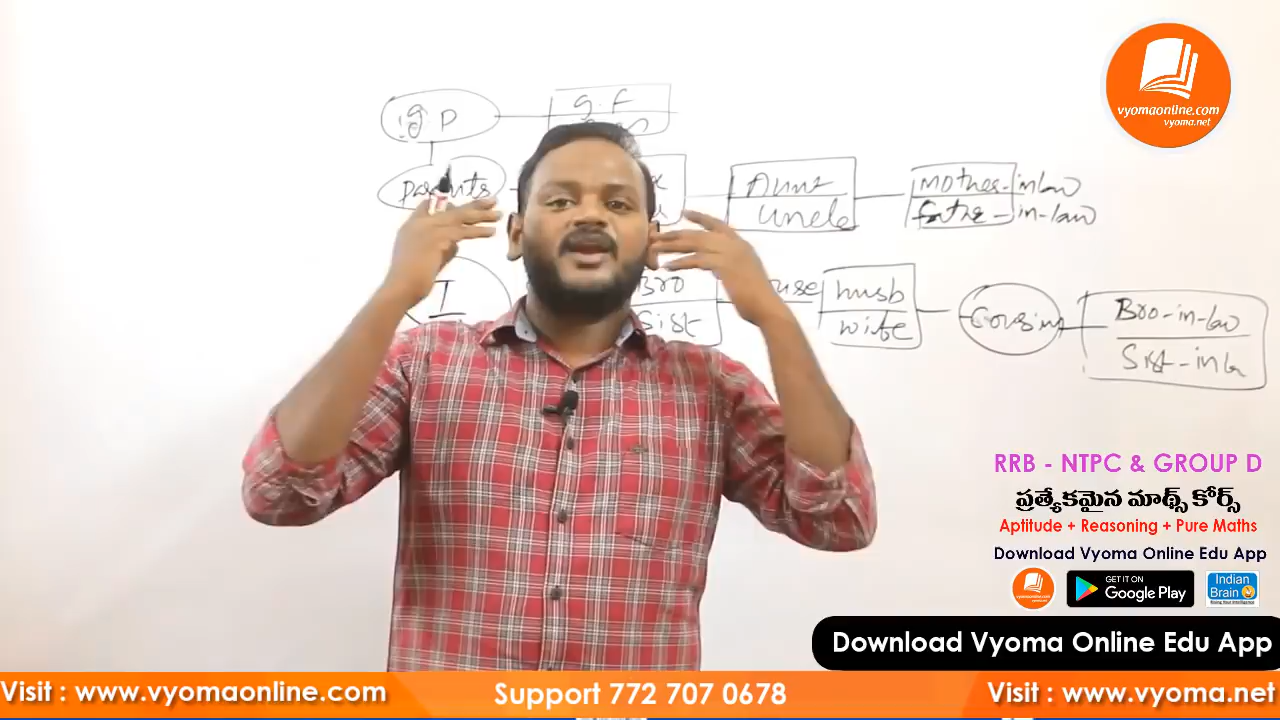 g P
g.F
Parents
Aunt
Uncle
Mother-in-law
Fathe-in-law
I
Bro
Sist
use
husb
wife
Cousins
Bro-in-law
Sist-in-la
vyomaonline.com
vyoma.net
RRB - NTPC & GROUP D
ప్రత్యేకమైన మాథ్స్ కోర్స్
Aptitude + Reasoning + Pure Maths
Download Vyoma Online Edu App
GET IT ON
Google Play
Indian
Brain
Download Vyoma Online Edu App
Visit : www.vyomaonline.com
Support 772 707 0678
Visit : www.vyoma.net